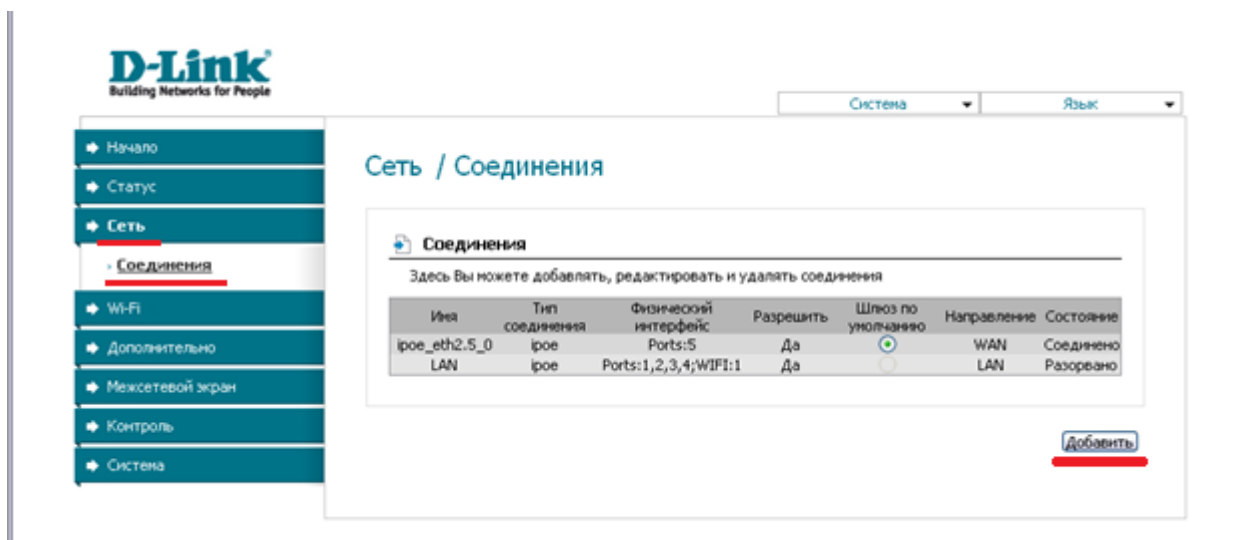 D-Link
Building Networks for People
Система Язык
Начало
Статус
Сеть
Соединения
Wi-Fi
Дополнительно
Межсетевой экран
Контроль
Система
Сеть / Соединения
Соединения
Здесь Вы можете добавлять, редактировать и удалять соединения
Имя Тип соединения Физический интерфейс Разрешить Шлюз по умолчанию Направление Состояние
ipoe_eth2.5_0 ipoe Ports:5 Да WAN Соединено
LAN ipoe Ports:1,2,3,4;WIFI:1 Да LAN Разорвано
Добавить